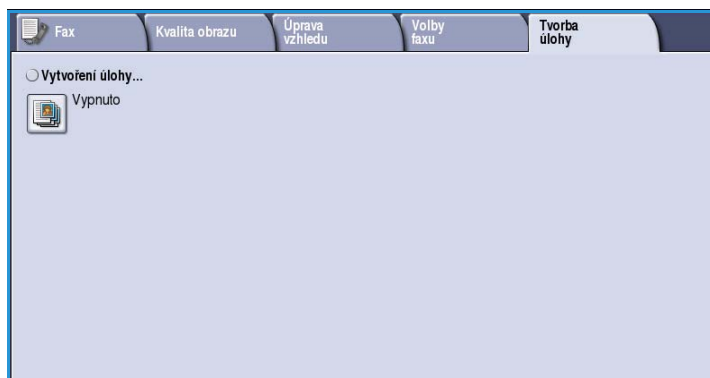 Fax
Kvalita obrazu
Úprava
vzhledu
Volby
faxu
Tvorba
úlohy
Vytvoření úlohy...
Vypnuto